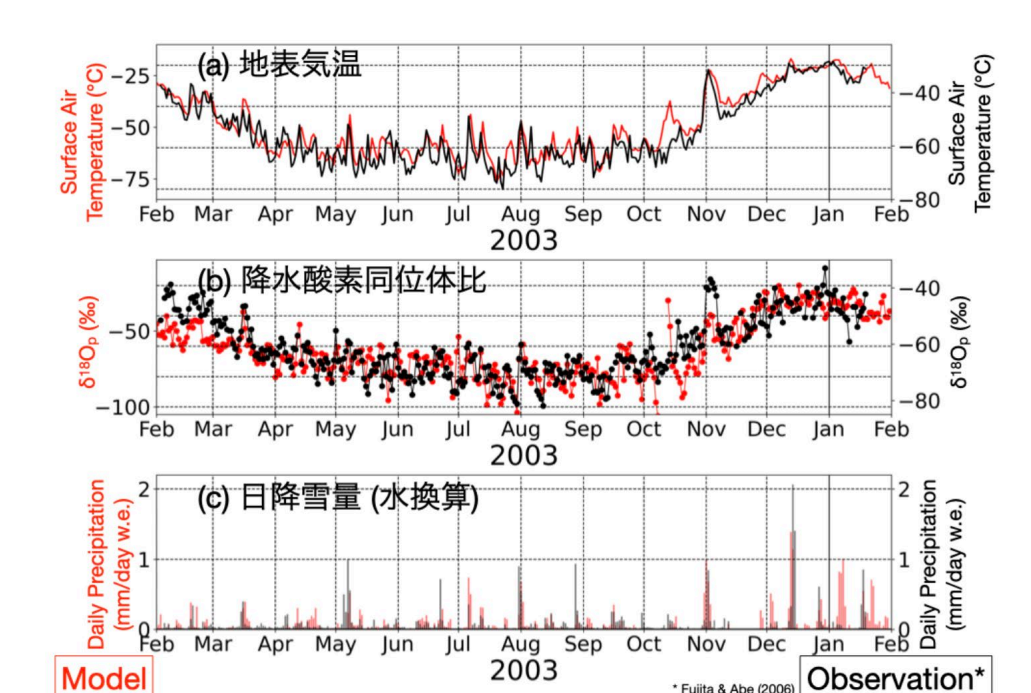 (a) 地表気温
Surface Air
Temperature (°C)
−25
−50
−75
−40
−60
−80
Surface Air
Temperature (°C)
Feb Mar Apr May Jun Jul Aug Sep Oct Nov Dec Jan Feb
2003
(b) 降水酸素同位体比
δ¹⁸Oₚ (‰)
−50
−100
−40
−60
−80
δ¹⁸Oₚ (‰)
Feb Mar Apr May Jun Jul Aug Sep Oct Nov Dec Jan Feb
2003
(c) 日降雪量 (水換算)
Daily Precipitation
(mm/day w.e.)
2
1
0
2
1
0
Daily Precipitation
(mm/day w.e.)
Feb Mar Apr May Jun Jul Aug Sep Oct Nov Dec Jan Feb
2003
Model
* Fujita & Abe (2006)
Observation*